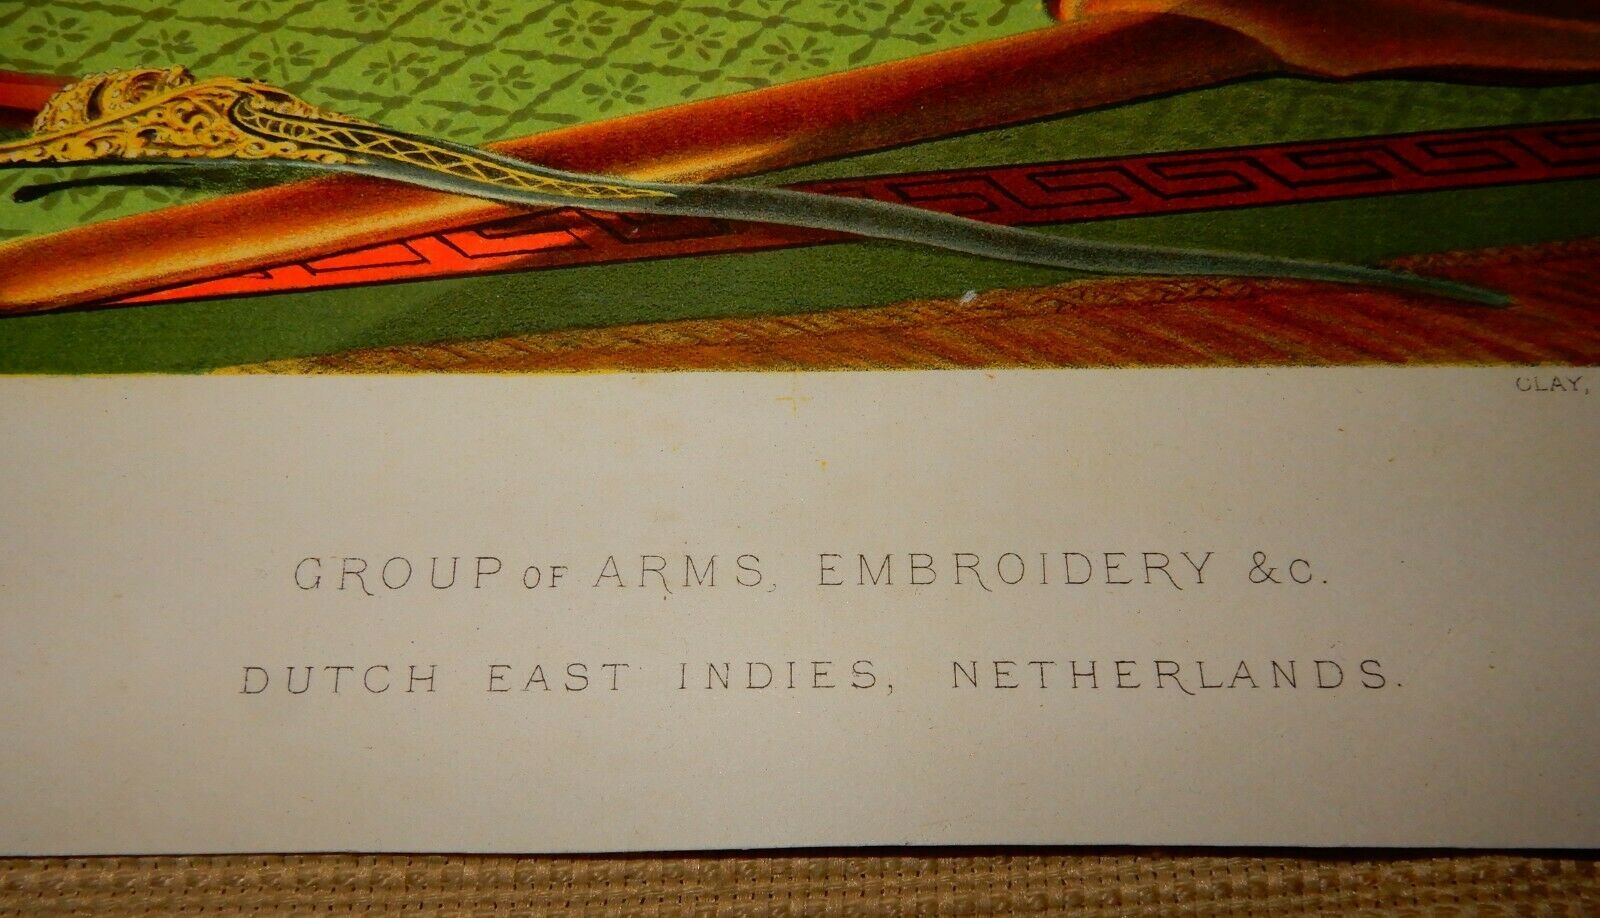 CLAY,
GROUP OF ARMS, EMBROIDERY &C.
DUTCH EAST INDIES, NETHERLANDS.